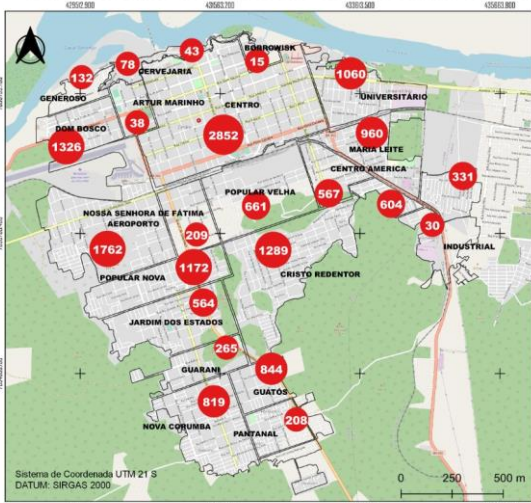 43
BORROWISK
78
15
CERVEJARIA
132
1060
GENEROSO
UNIVERSITÁRIO
ARTUR MARINHO
CENTRO
38
DOM BOSCO
1326
2852
960
MARIA LEITE
CENTRO AMERICA
331
POPULAR VELHA
567
661
604
NOSSA SENHORA DE FÁTIMA
AEROPORTO
209
30
INDUSTRIAL
1762
1289
1172
POPULAR NOVA
CRISTO REDENTOR
564
JARDIM DOS ESTADOS
265
GUARANI
844
GUATÓS
819
208
NOVA CORUMBA
PANTANAL
Sistema de Coordenada UTM 21 S
DATUM: SIRGAS 2000
0 250 500 m